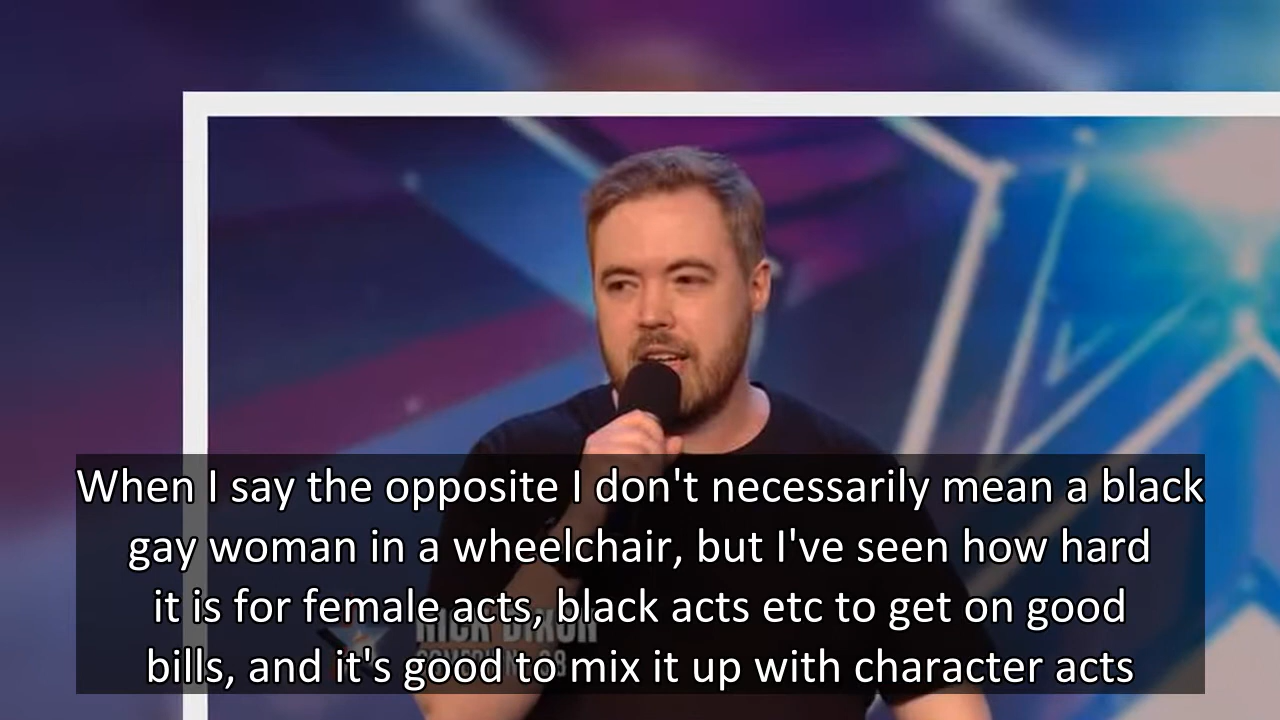 When I say the opposite I don't necessarily mean a black
gay woman in a wheelchair, but I've seen how hard
it is for female acts, black acts etc to get on good
bills, and it's good to mix it up with character acts
NICK DIXON